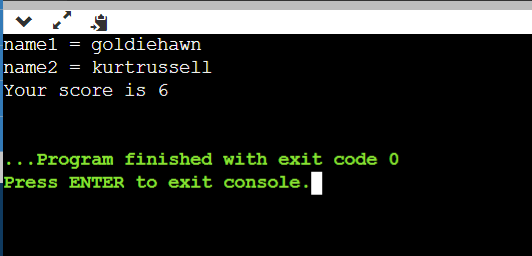 name1 = goldiehawn
name2 = kurtrussell
Your score is 6
...Program finished with exit code 0
Press ENTER to exit console.